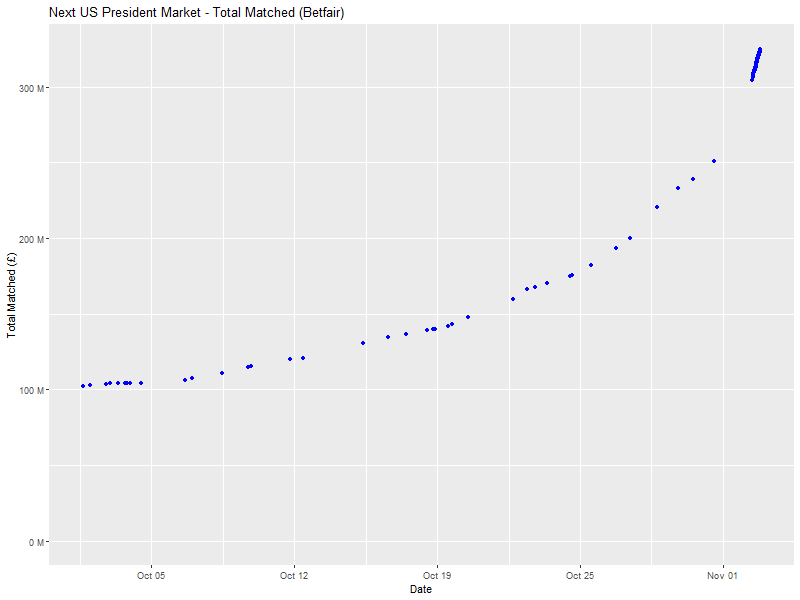 Next US President Market - Total Matched (Betfair)
300 M
200 M
100 M
0 M
Total Matched (£)
Oct 05
Oct 12
Oct 19
Oct 25
Nov 01
Date